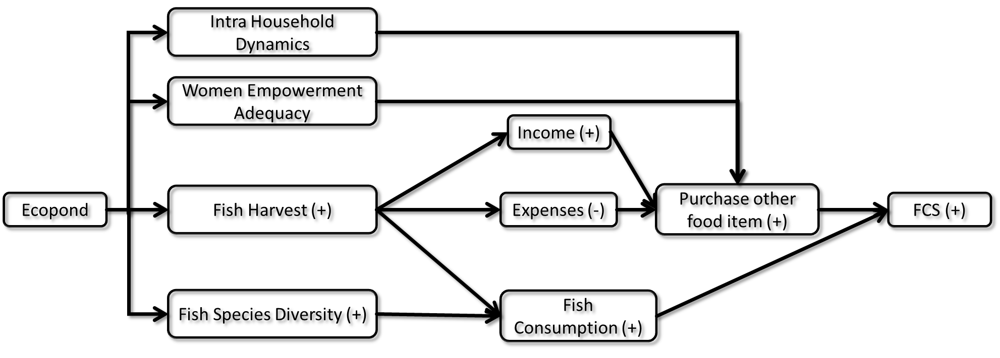 Intra Household
Dynamics
Women Empowerment
Adequacy
Income (+)
Ecopond
Fish Harvest (+)
Expenses (-)
Purchase other
food item (+)
FCS (+)
Fish Species Diversity (+)
Fish
Consumption (+)